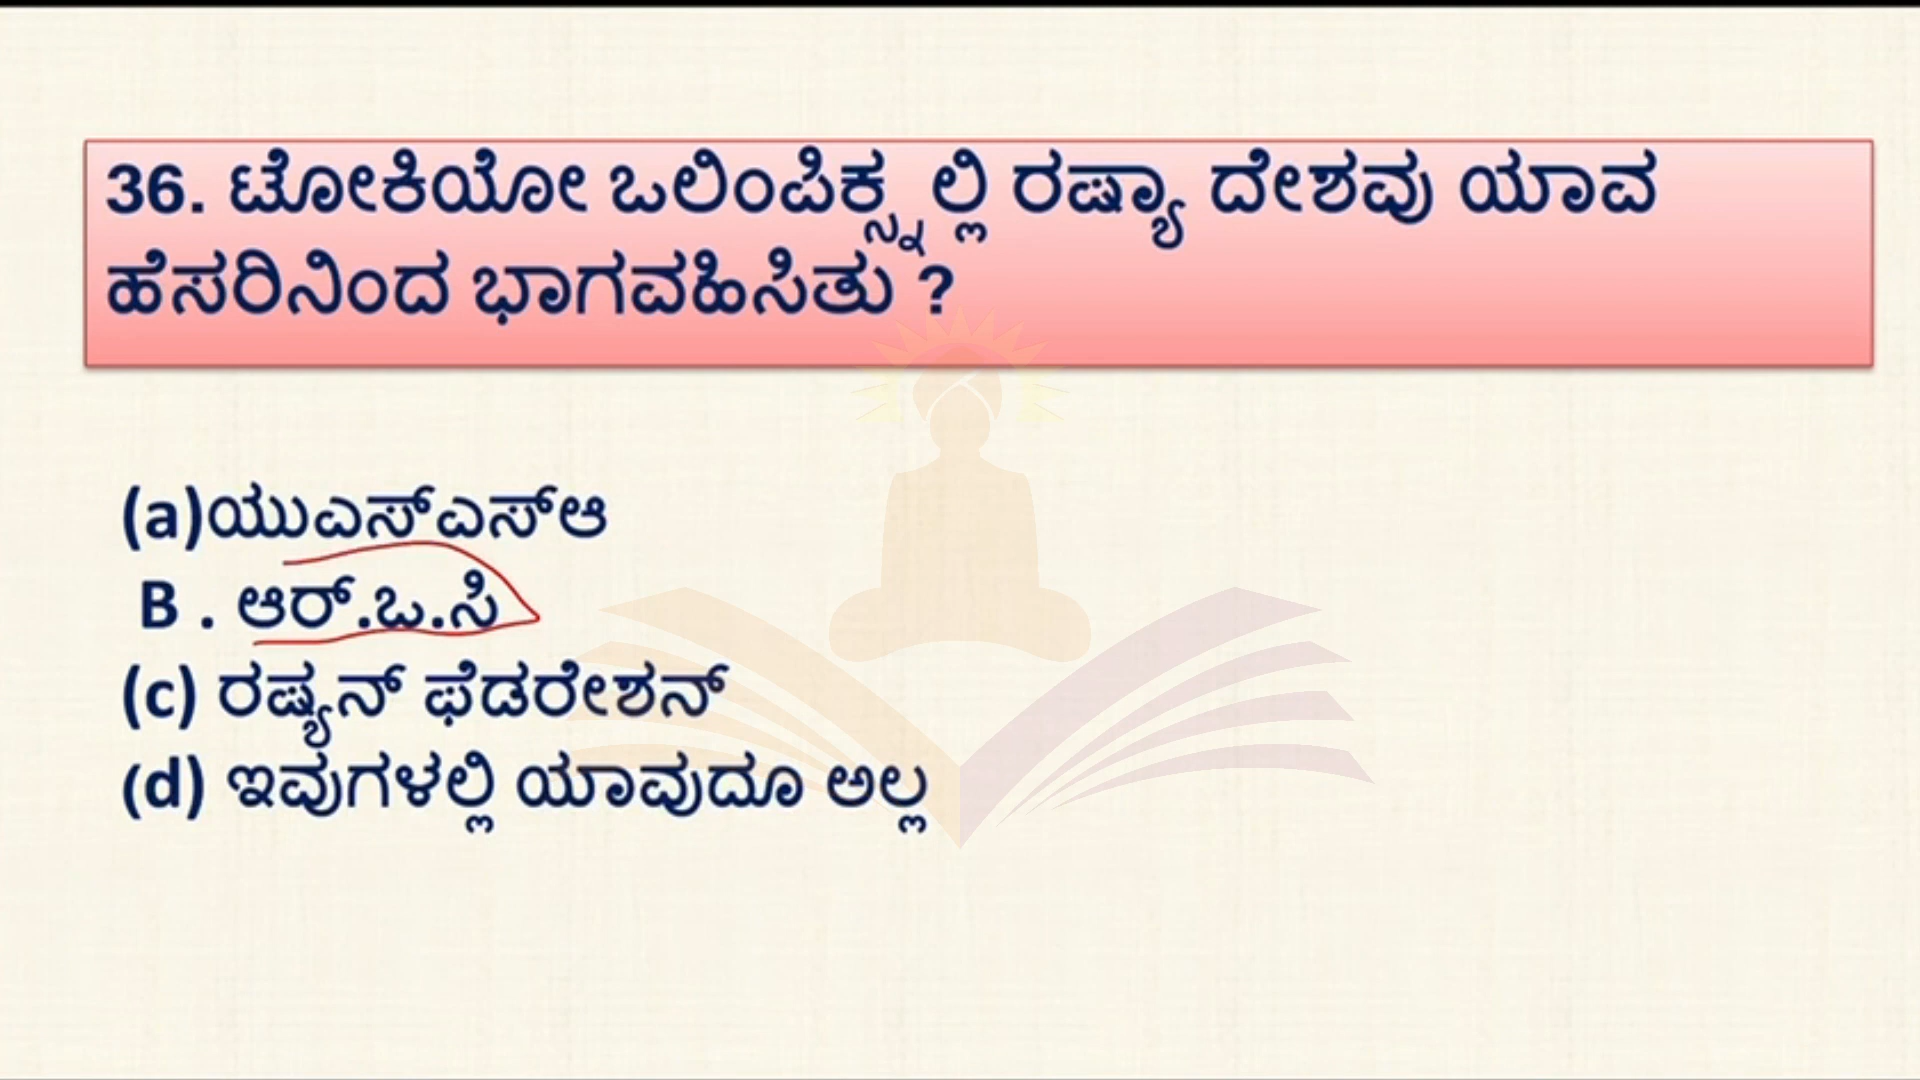 36. ಟೋಕಿಯೋ ಒಲಿಂಪಿಕ್ಸ್ನಲ್ಲಿ ರಷ್ಯಾ ದೇಶವು ಯಾವ
ಹೆಸರಿನಿಂದ ಭಾಗವಹಿಸಿತು ?
(a)ಯುಎಸ್ಎಸ್ಆ
B . ಆರ್.ಒ.ಸಿ
(c) ರಷ್ಯನ್ ಫೆಡರೇಶನ್
(d) ಇವುಗಳಲ್ಲಿ ಯಾವುದೂ ಅಲ್ಲ